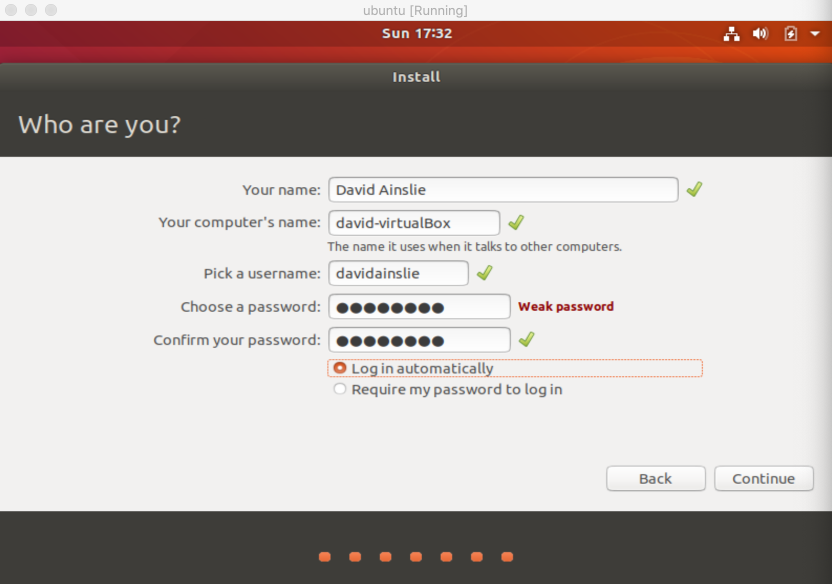 ubuntu [Running]
Sun 17:32
Install
Who are you?
Your name: David Ainslie
Your computer's name: david-virtualBox
The name it uses when it talks to other computers.
Pick a username: davidainslie
Choose a password: ●●●●●●●● Weak password
Confirm your password: ●●●●●●●●
Log in automatically
Require my password to log in
Back Continue